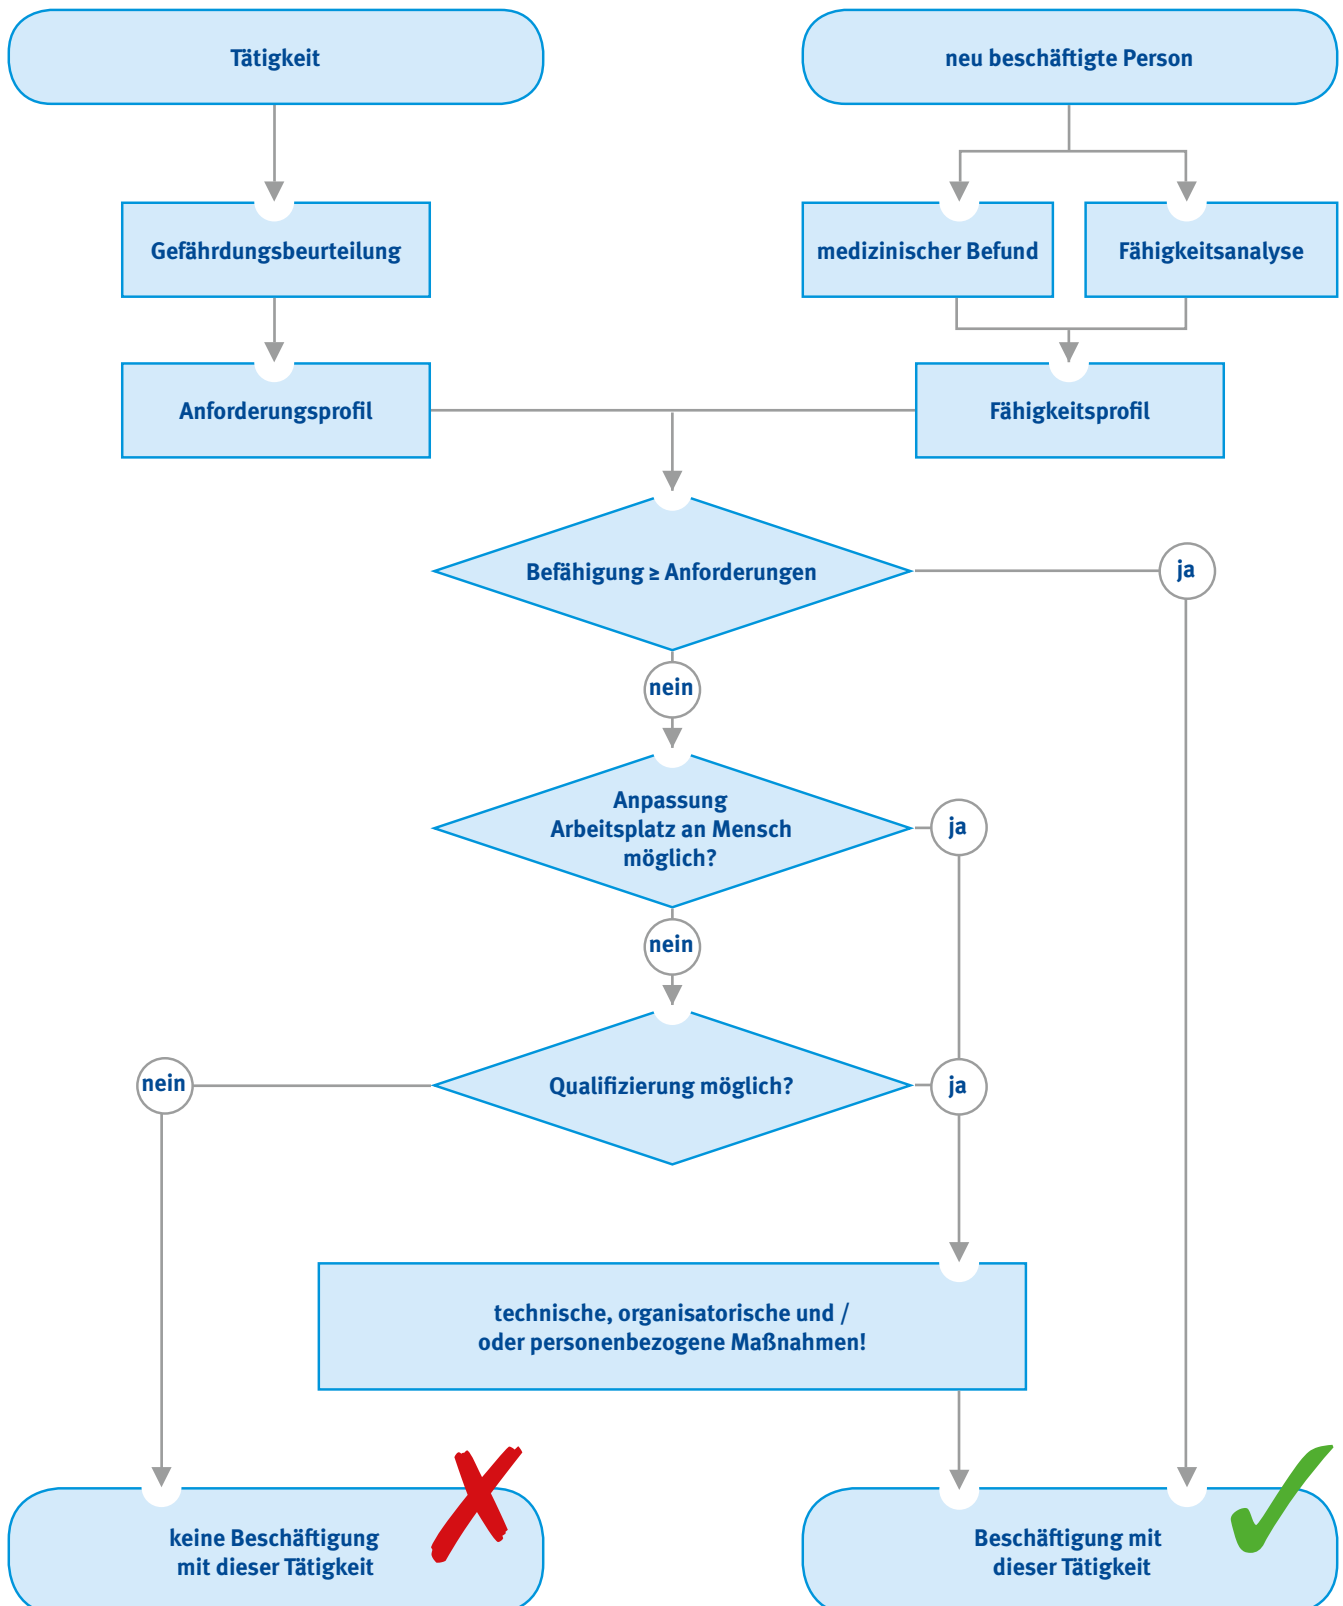 Tätigkeit
neu beschäftigte Person
Gefährdungsbeurteilung
medizinischer Befund
Fähigkeitsanalyse
Anforderungsprofil
Fähigkeitsprofil
Befähigung ≥ Anforderungen
ja
nein
Anpassung
Arbeitsplatz an Mensch
möglich?
ja
nein
nein
Qualifizierung möglich?
ja
technische, organisatorische und /
oder personenbezogene Maßnahmen!
keine Beschäftigung
mit dieser Tätigkeit
Beschäftigung mit
dieser Tätigkeit